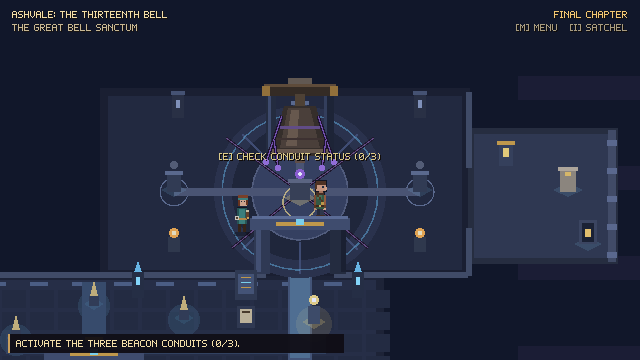 ASHVALE: THE THIRTEENTH BELL
THE GREAT BELL SANCTUM
FINAL CHAPTER
[M] MENU [I] SATCHEL
[E] CHECK CONDUIT STATUS (0/3)
ACTIVATE THE THREE BEACON CONDUITS (0/3).